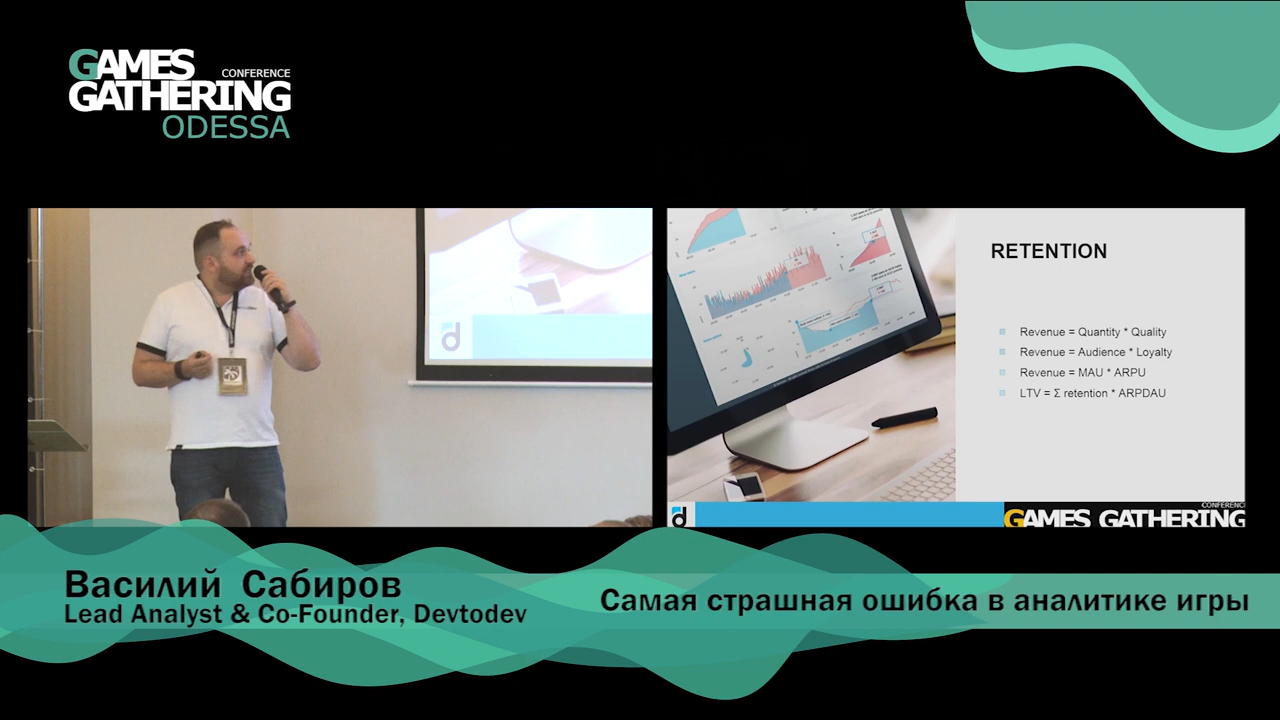 GAMES
CONFERENCE
GATHERING
ODESSA
RETENTION
Revenue = Quantity * Quality
Revenue = Audience * Loyalty
Revenue = MAU * ARPU
LTV = Σ retention * ARPDAU
d
d
CONFERENCE
GAMES GATHERING
Василий Сабиров
Lead Analyst & Co-Founder, Devtodev
Самая страшная ошибка в аналитике игры